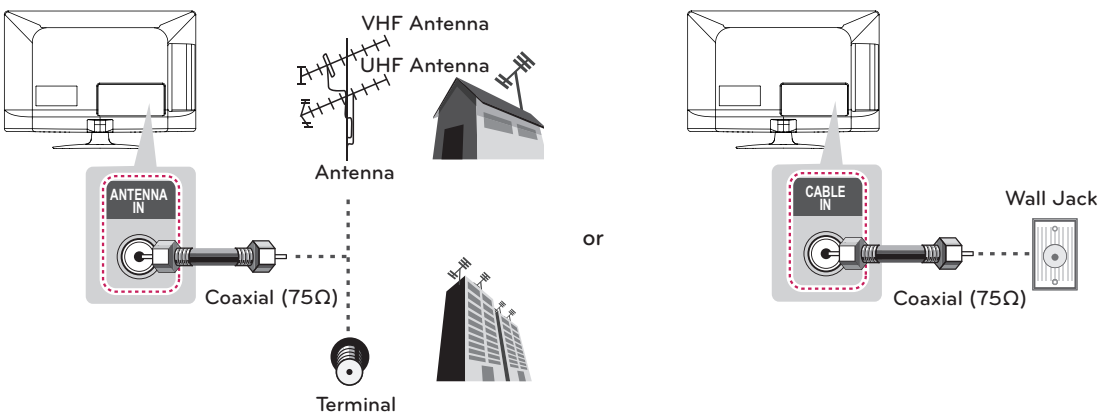 VHF Antenna
UHF Antenna
Antenna
ANTENNA
IN
Coaxial (75Ω)
Terminal
or
CABLE
IN
Wall Jack
Coaxial (75Ω)